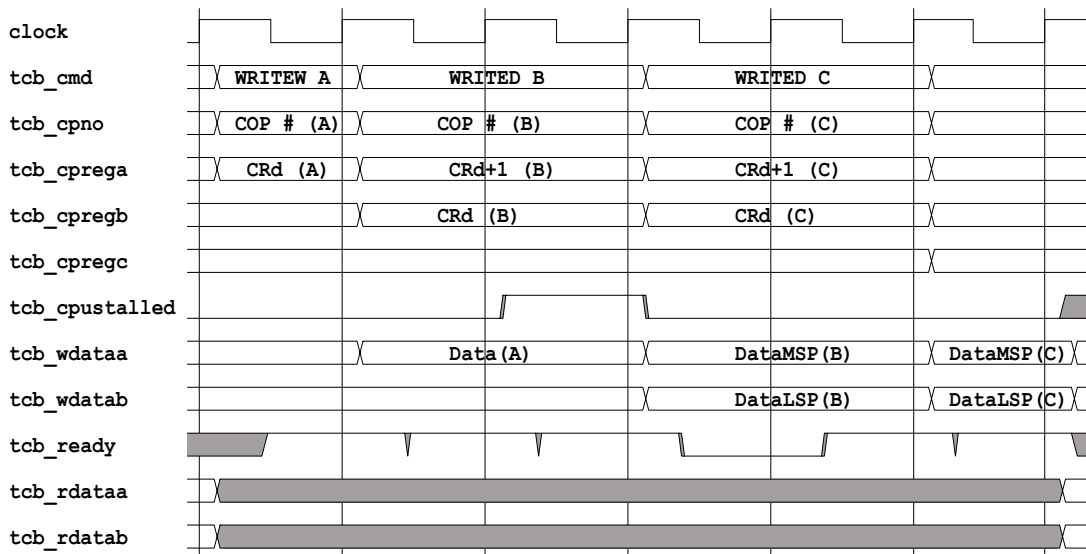 clock
tcb_cmd WRITEW A WRITED B WRITED C
tcb_cpno COP # (A) COP # (B) COP # (C)
tcb_cprega CRd (A) CRd+1 (B) CRd+1 (C)
tcb_cpregb CRd (B) CRd (C)
tcb_cpregc
tcb_cpustalled
tcb_wdataa Data(A) DataMSP(B) DataMSP(C)
tcb_wdatab DataLSP(B) DataLSP(C)
tcb_ready
tcb_rdataa
tcb_rdatab